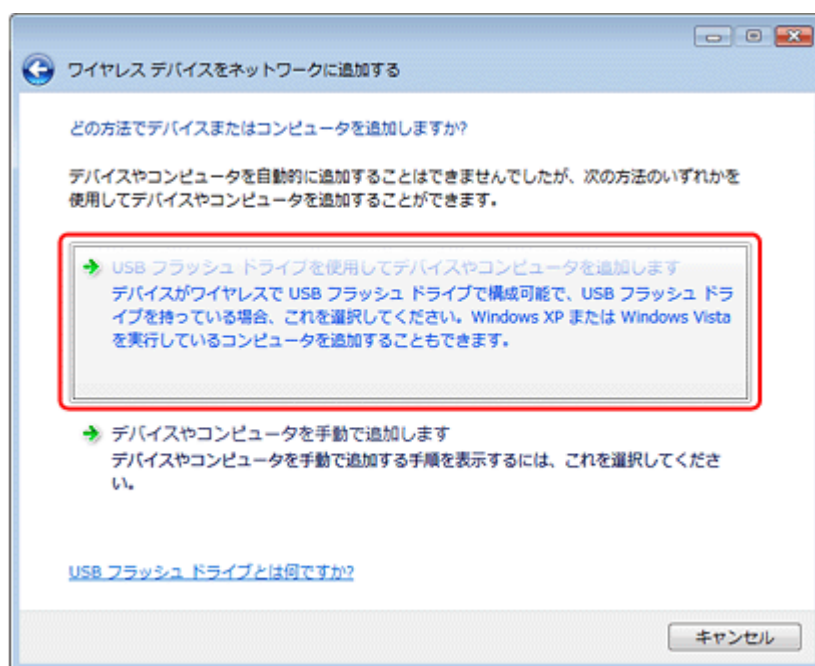 ワイヤレス デバイスをネットワークに追加する
どの方法でデバイスまたはコンピュータを追加しますか?
デバイスやコンピュータを自動的に追加することはできませんでしたが、次の方法のいずれかを
使用してデバイスやコンピュータを追加することができます。
USB フラッシュ ドライブを使用してデバイスやコンピュータを追加します
デバイスがワイヤレスで USB フラッシュ ドライブで構成可能で、USB フラッシュ ドラ
イブを持っている場合、これを選択してください。Windows XP または Windows Vista
を実行しているコンピュータを追加することもできます。
デバイスやコンピュータを手動で追加します
デバイスやコンピュータを手動で追加する手順を表示するには、これを選択してくださ
い。
USB フラッシュ ドライブとは何ですか?
キャンセル